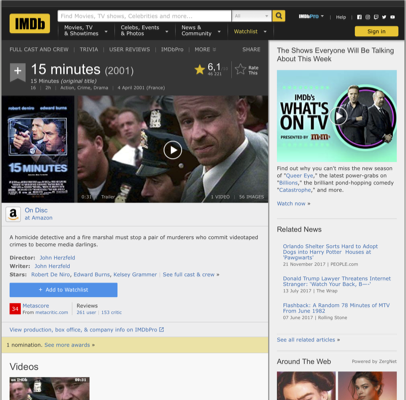 IMDb
Find Movies, TV shows, Celebrities and more...
All
IMDbPro
Help
Movies, TV
& Showtimes
Celebs, Events
& Photos
News &
Community
Watchlist
Sign in
FULL CAST AND CREW | TRIVIA | USER REVIEWS | IMDbPro | MORE
SHARE
15 minutes (2001)
15 Minutes (original title)
16 | 2H | Action, Crime, Drama | 4 April 2001 (France)
6,1
Rate
This
robert deniro edward burns
15 MINUTES
0:31 Trailer
1 VIDEO | 56 IMAGES
On Disc
at Amazon
A homicide detective and a fire marshal must stop a pair of murderers who commit videotaped
crimes to become media darlings.
Director: John Herzfeld
Writer: John Herzfeld
Stars: Robert De Niro, Edward Burns, Kelsey Grammer | See full cast & crew »
+ Add to Watchlist
34
Metascore
From metacritic.com
Reviews
261 user | 153 critic
View production, box office, & company info on IMDbPro
1 nomination. See more awards »
Videos
The Shows Everyone Will Be Talking
About This Week
IMDb's
WHAT'S
ON TV
PRESENTED BY
Find out why you can't miss the new season
of "Queer Eye," the latest power-grabs on
"Billions," the brilliant pond-hopping comedy
"Catastrophe," and more.
Watch now »
Related News
Orlando Shelter Sorts Hard to Adopt
Dogs into Harry Potter Houses at
'Pawgwarts'
21 November 2017 | PEOPLE.com
Donald Trump Lawyer Threatens Internet
Stranger: 'Watch Your Back, B—-'
13 July 2017 | The Wrap
Flashback: A Random 78 Minutes of MTV
From June 1982
07 June 2017 | Rolling Stone
See all related articles »
Around The Web
Powered by ZergNet